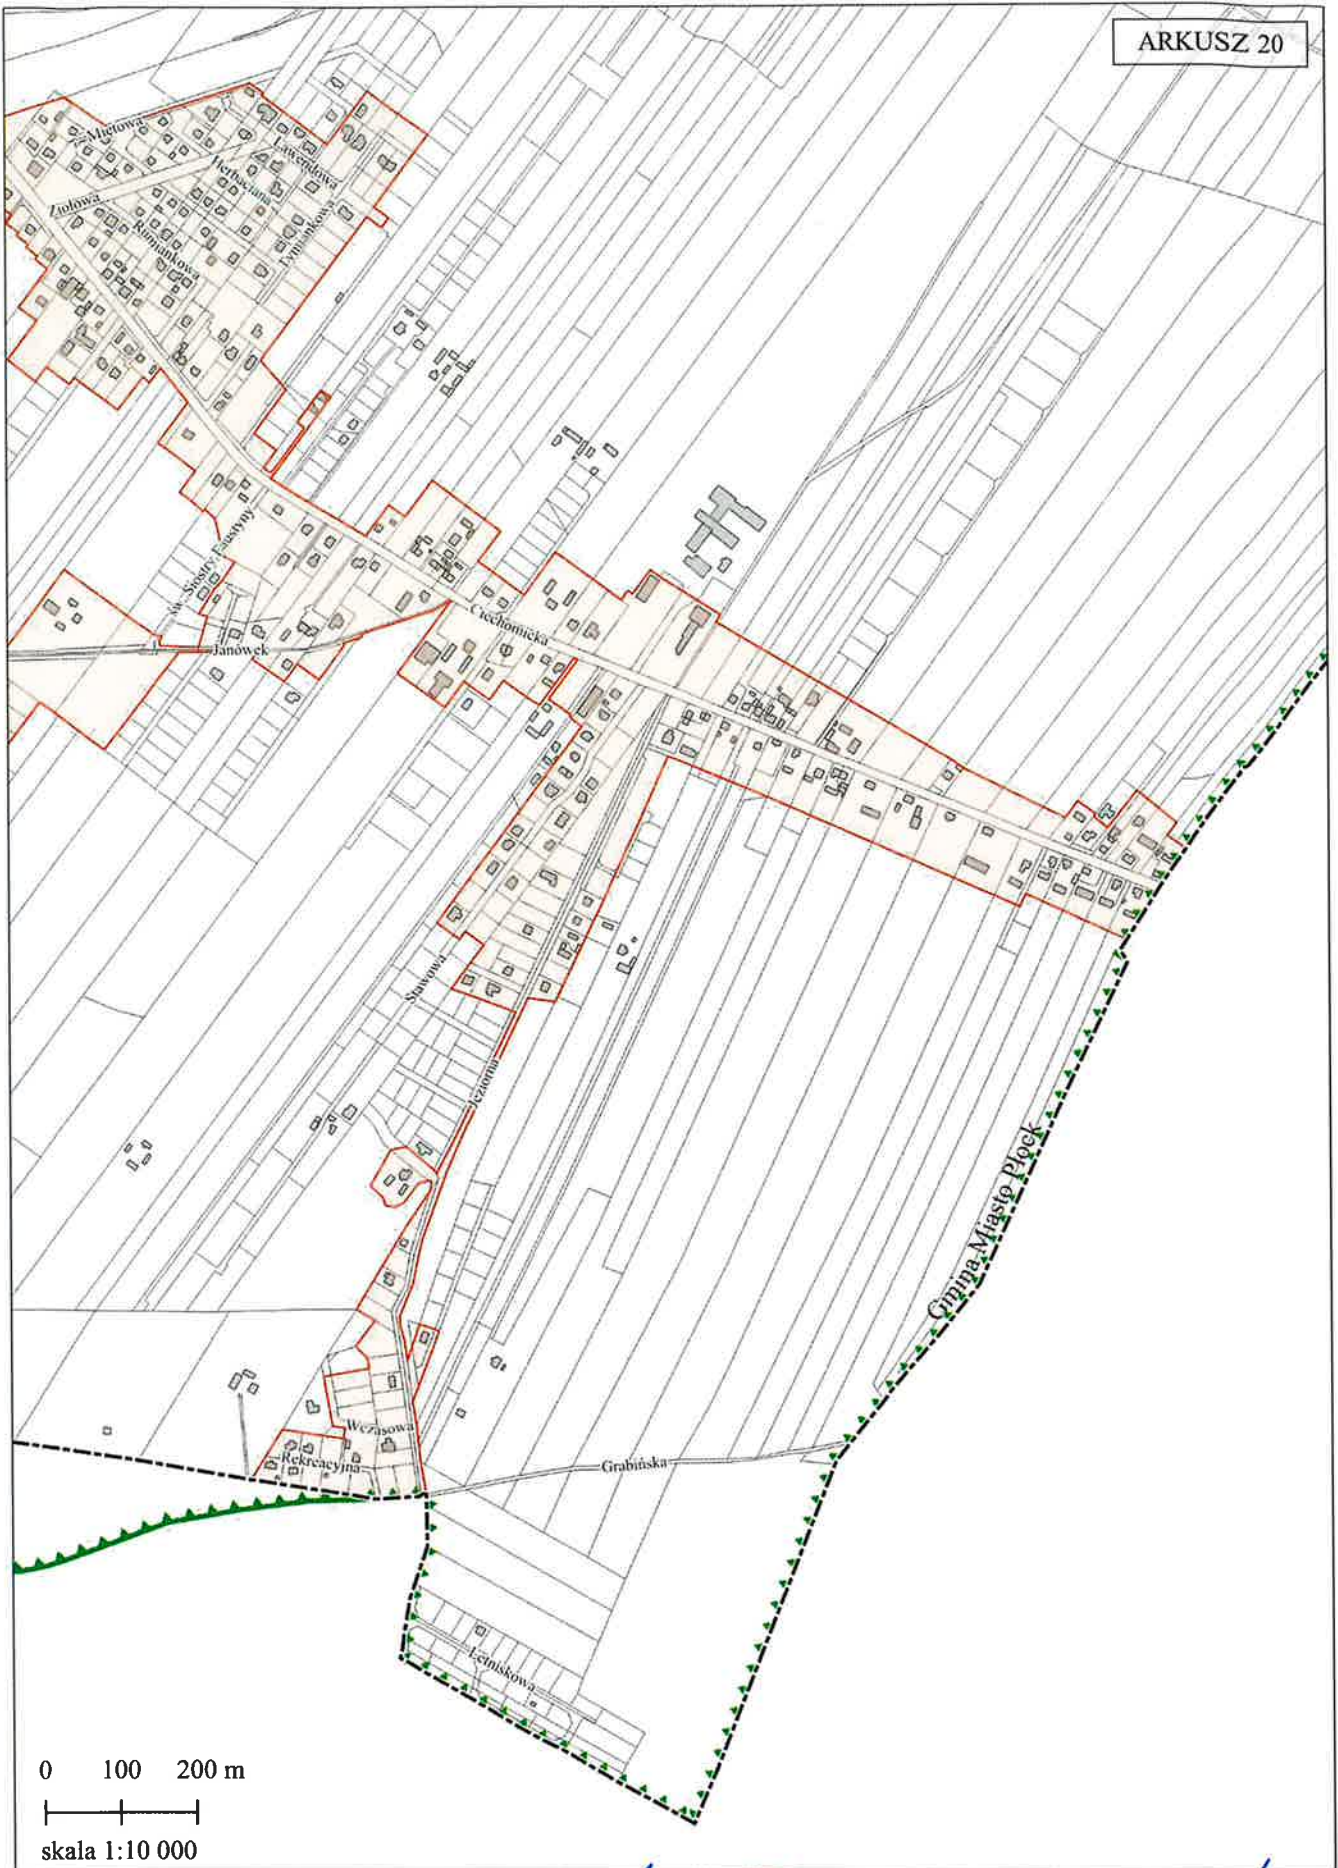 ARKUSZ 20
Miętowa
Lawendowa
Herbaciana
Ziołowa
Tymiankowa
Rumiankowa
św. Siostry Faustyny
Ciechomicka
Janówek
Stawowa
Jeziorna
Gmina Miasto Płock
Wczasowa
Rekreacyjna
Grabińska
Letniskowa
0 100 200 m
skala 1:10 000